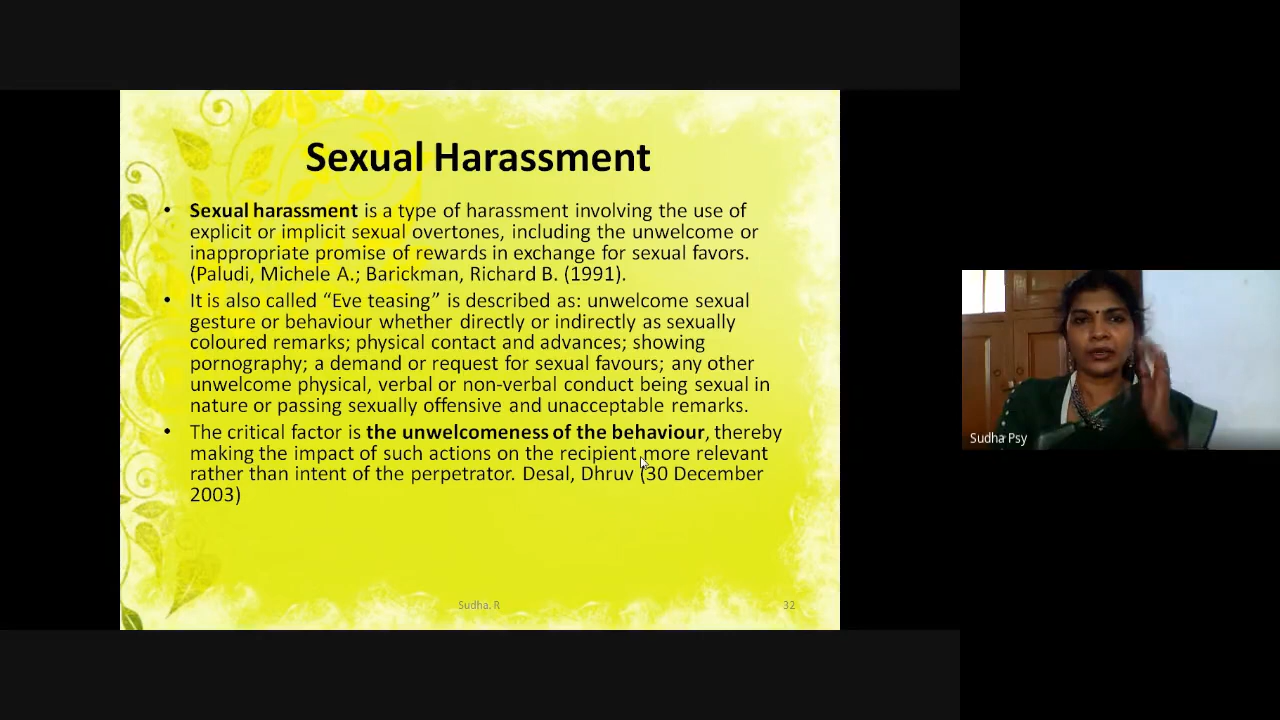 Sexual Harassment
• Sexual harassment is a type of harassment involving the use of
explicit or implicit sexual overtones, including the unwelcome or
inappropriate promise of rewards in exchange for sexual favors.
(Paludi, Michele A.; Barickman, Richard B. (1991).
• It is also called “Eve teasing” is described as: unwelcome sexual
gesture or behaviour whether directly or indirectly as sexually
coloured remarks; physical contact and advances; showing
pornography; a demand or request for sexual favours; any other
unwelcome physical, verbal or non-verbal conduct being sexual in
nature or passing sexually offensive and unacceptable remarks.
• The critical factor is the unwelcomeness of the behaviour, thereby
making the impact of such actions on the recipient more relevant
rather than intent of the perpetrator. Desal, Dhruv (30 December
2003)
Sudha. R
32
Sudha Psy